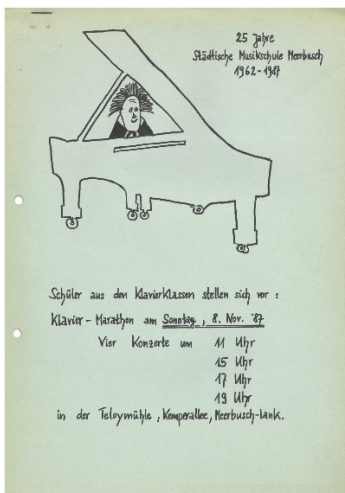 25 Jahre
Städtische Musikschule Meerbusch
1962-1987
Schüler aus den Klavierklassen stellen sich vor:
Klavier-Marathon am Sonntag, 8. Nov. '87
Vier Konzerte um 11 Uhr
15 Uhr
17 Uhr
19 Uhr
in der Teloymühle, Kemperallee, Meerbusch-Lank.